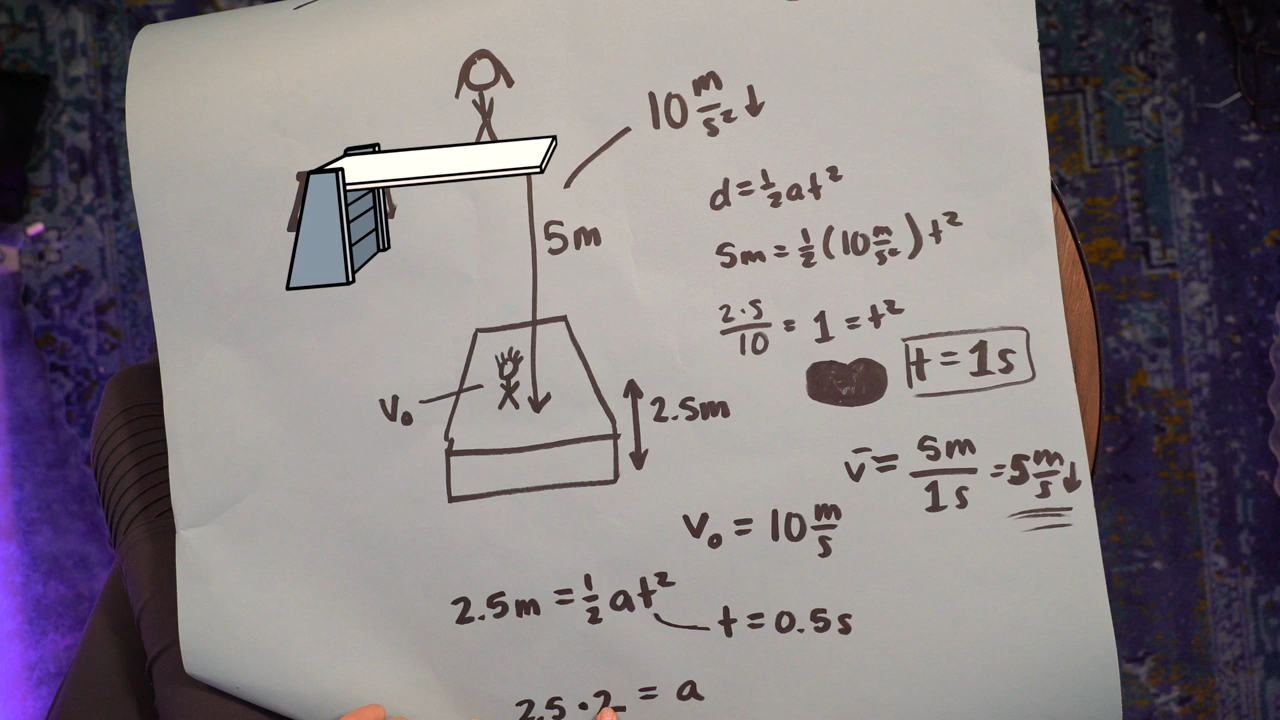 10 m/s² ↓
5m
d = ½at²
5m = ½(10 m/s²)t²
2·5/10 = 1 = t²
t = 1s
V₀
2.5m
v̄ = 5m/1s = 5 m/s ↓
V₀ = 10 m/s
2.5m = ½at²
t = 0.5s
2.5·2 = a